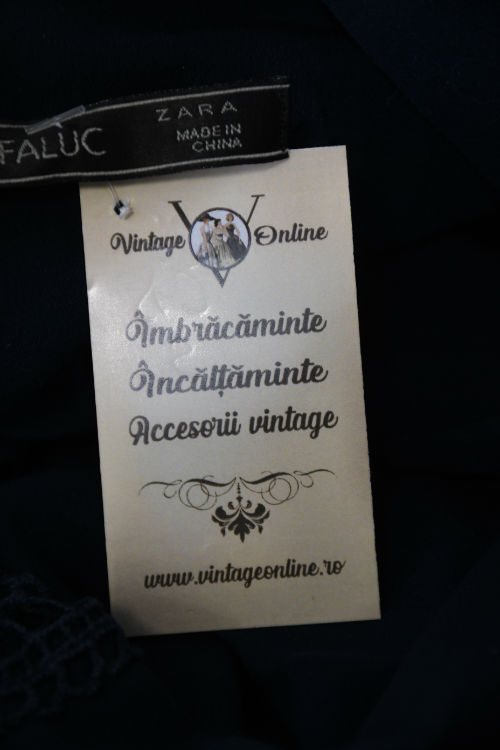 FALUC
ZARA
MADE IN
CHINA
Vintage Online
Îmbrăcăminte
Încălțăminte
Accesorii vintage
www.vintageonline.ro